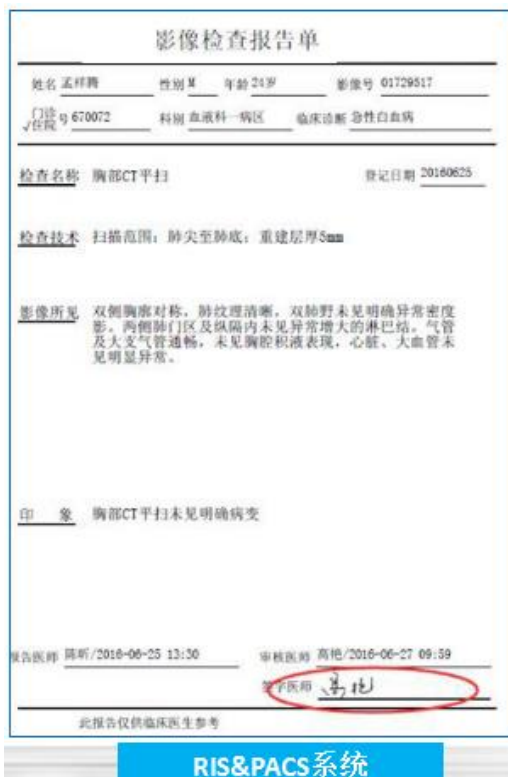 影像检查报告单
姓名 孟祥腾 性别 M 年龄 24岁 影像号 01729517
门诊
√住院 号 670072 科别 血液科一病区 临床诊断 急性白血病
检查名称 胸部CT平扫 登记日期 20160625
检查技术 扫描范围：肺尖至肺底；重建层厚5mm
影像所见 双侧胸廓对称，肺纹理清晰，双肺野未见明确异常密度
影。两侧肺门区及纵隔内未见异常增大的淋巴结。气管
及大支气管通畅，未见胸腔积液表现，心脏、大血管未
见明显异常。
印 象 胸部CT平扫未见明确病变
报告医师 陈昕/2016-06-25 13:30 审核医师 高艳/2016-06-27 09:59
签字医师 高艳
此报告仅供临床医生参考
RIS&PACS系统